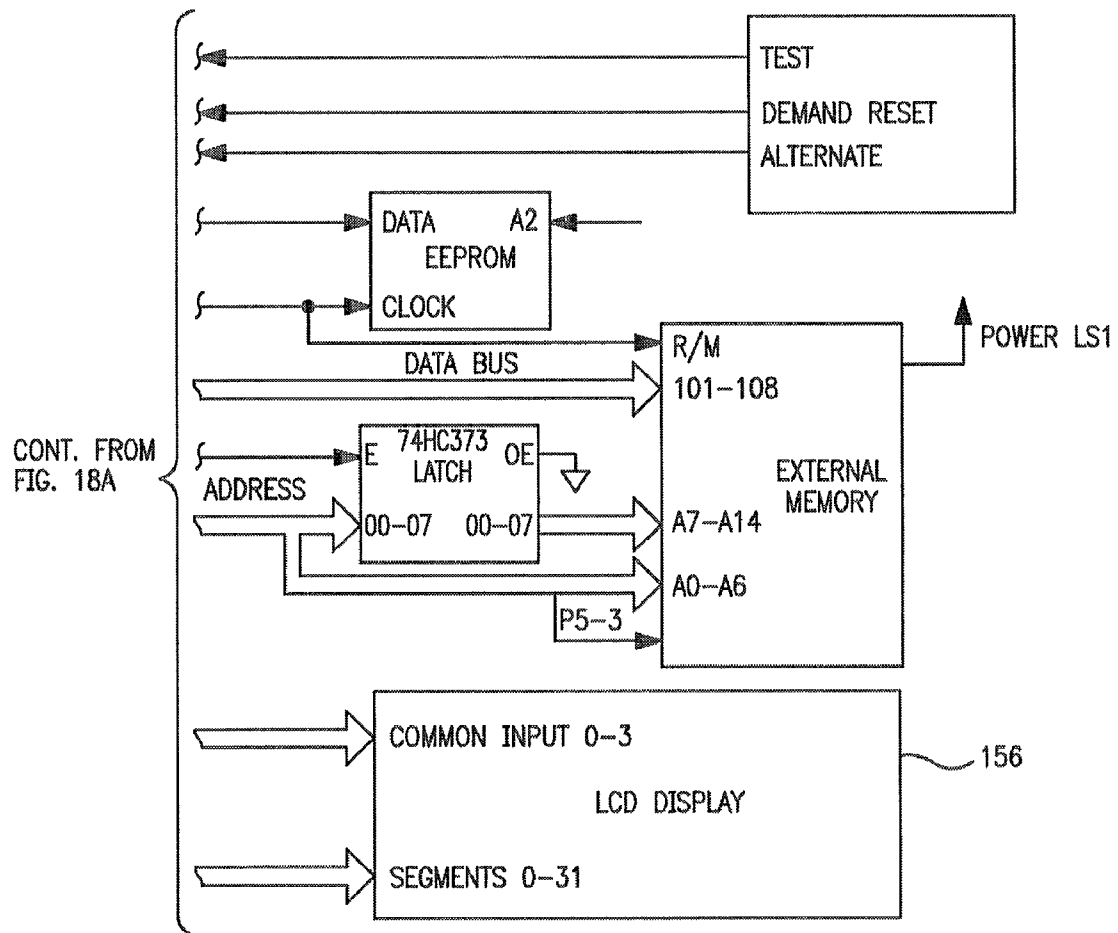 TEST
DEMAND RESET
ALTERNATE
DATA A2
EEPROM
CLOCK
POWER LS1
R/M
DATA BUS
101-108
74HC373
E OE
LATCH
CONT. FROM
FIG. 18A
EXTERNAL
MEMORY
ADDRESS
00-07 00-07
A7-A14
A0-A6
P5-3
COMMON INPUT 0-3
156
LCD DISPLAY
SEGMENTS 0-31